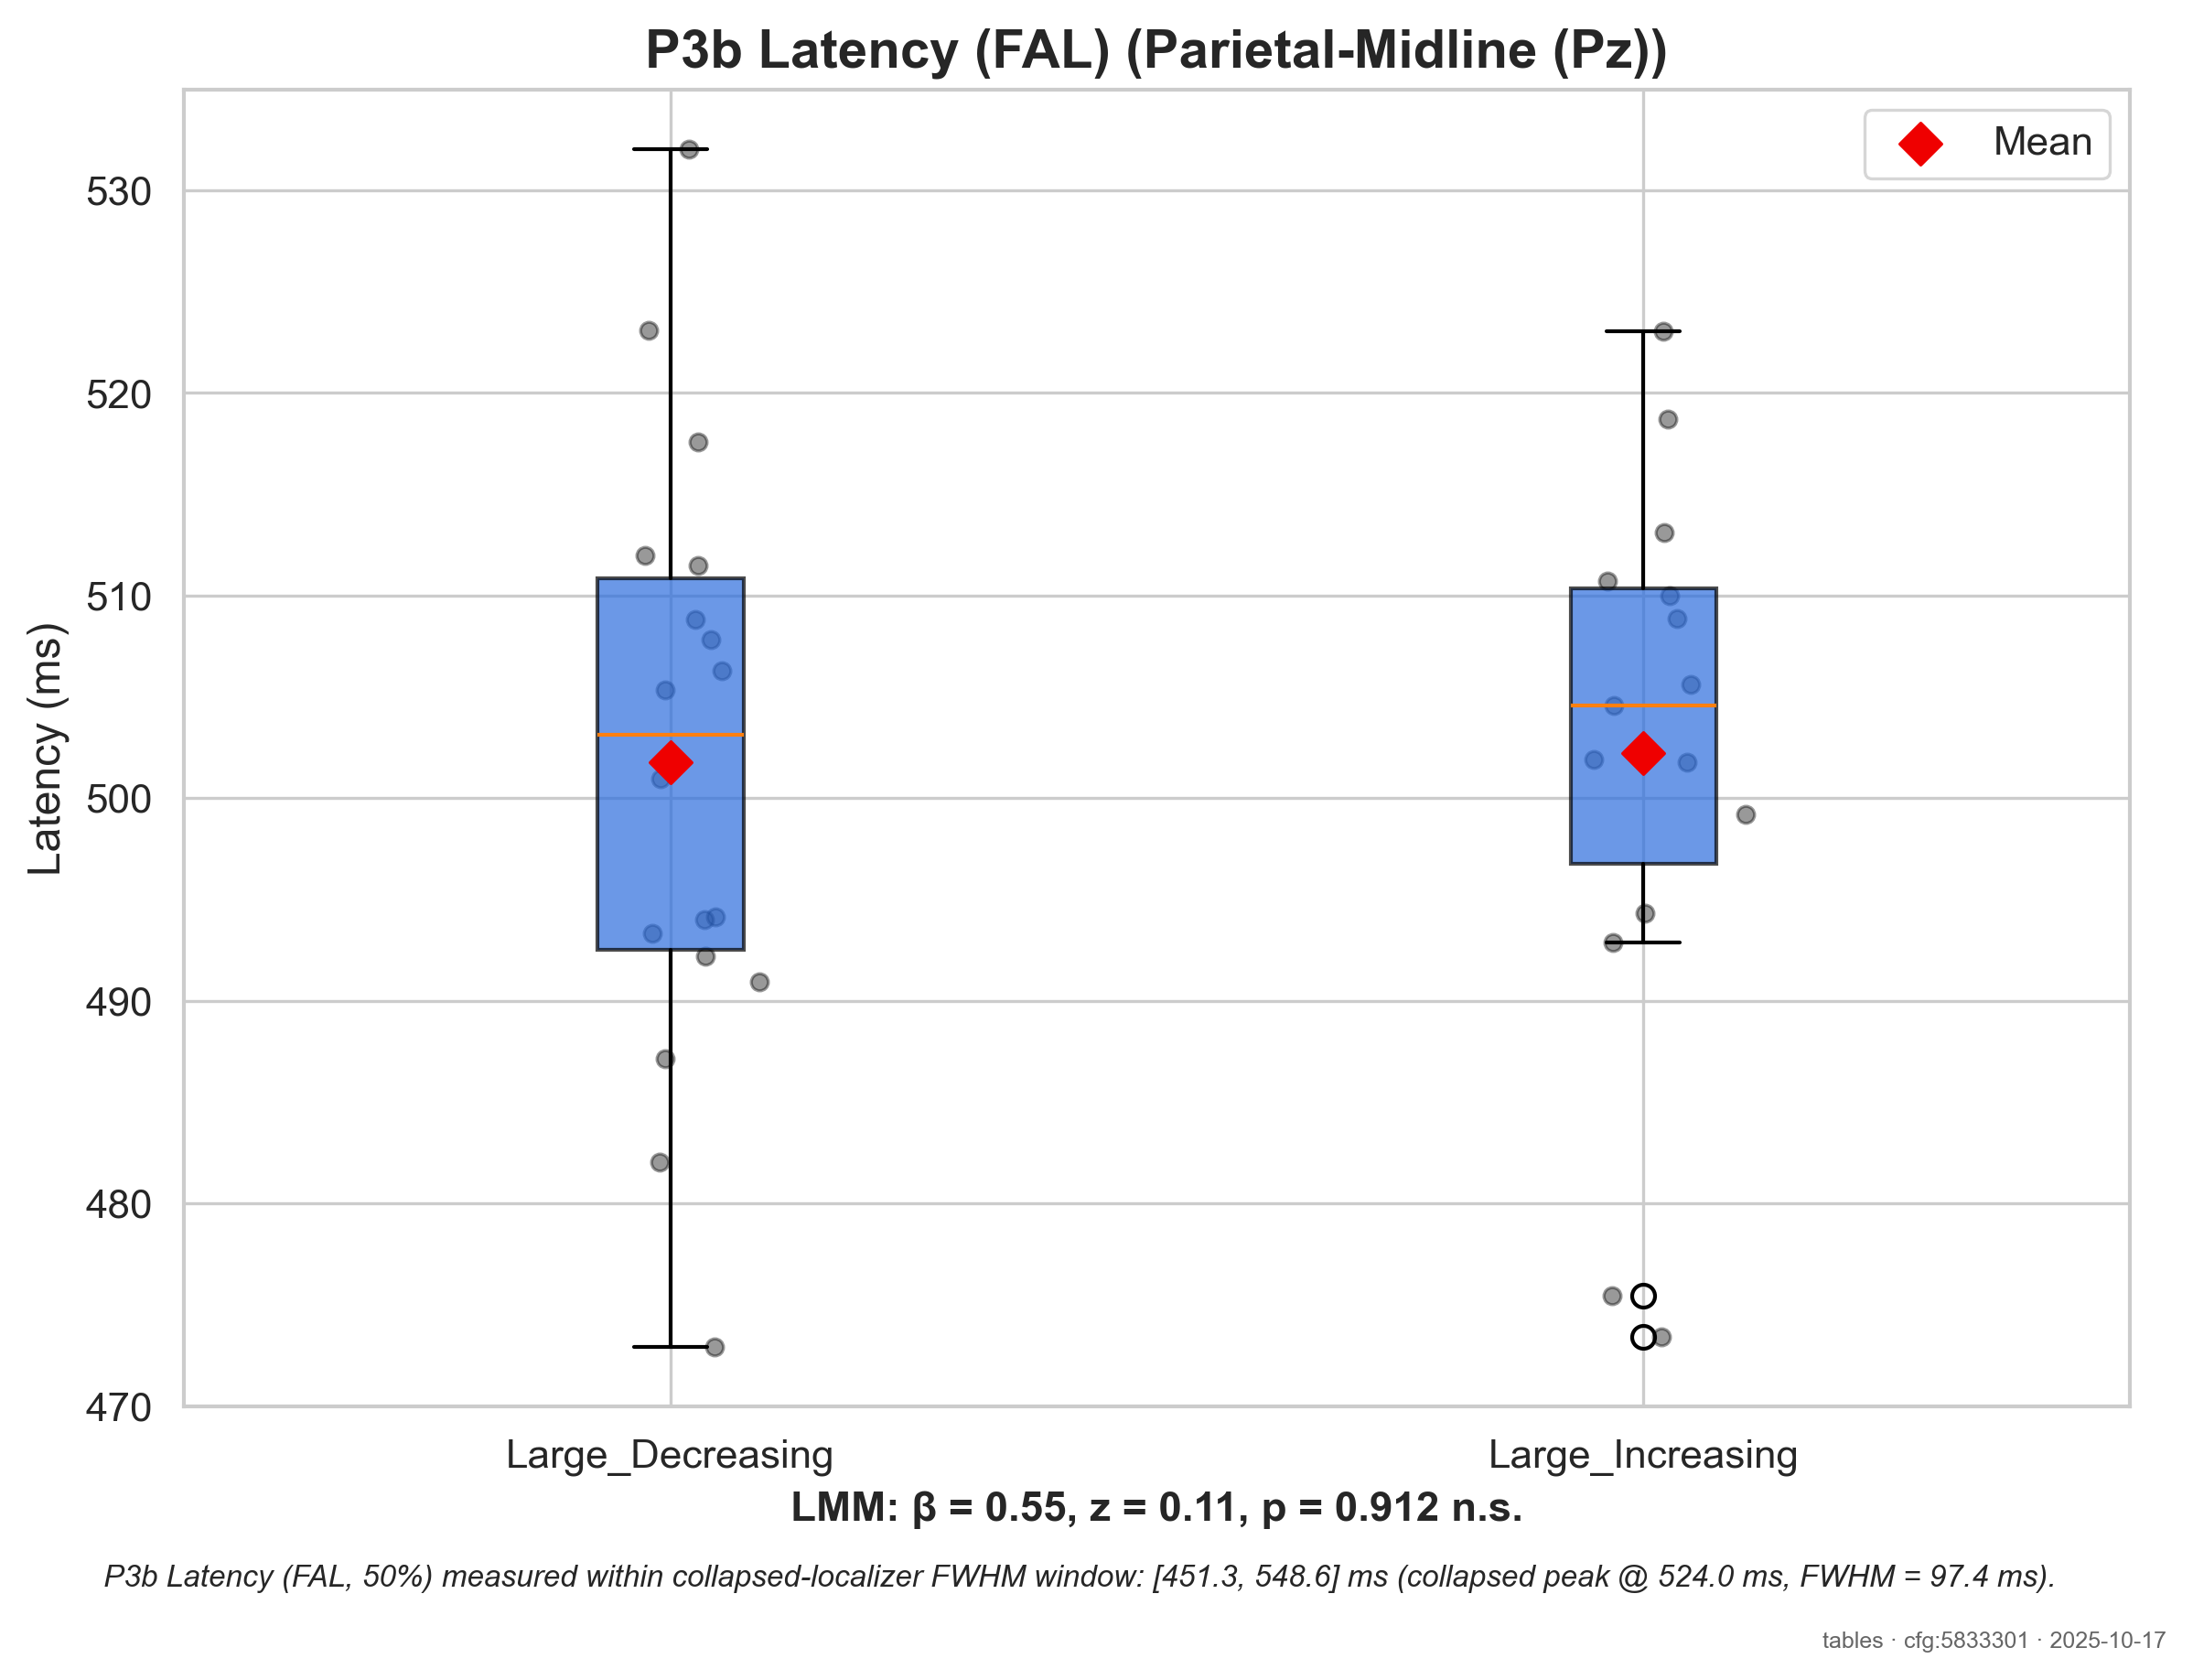 P3b Latency (FAL) (Parietal-Midline (Pz))
Mean
Latency (ms)
530
520
510
500
490
480
470
Large_Decreasing
Large_Increasing
LMM: β = 0.55, z = 0.11, p = 0.912 n.s.
P3b Latency (FAL, 50%) measured within collapsed-localizer FWHM window: [451.3, 548.6] ms (collapsed peak @ 524.0 ms, FWHM = 97.4 ms).
tables · cfg:5833301 · 2025-10-17